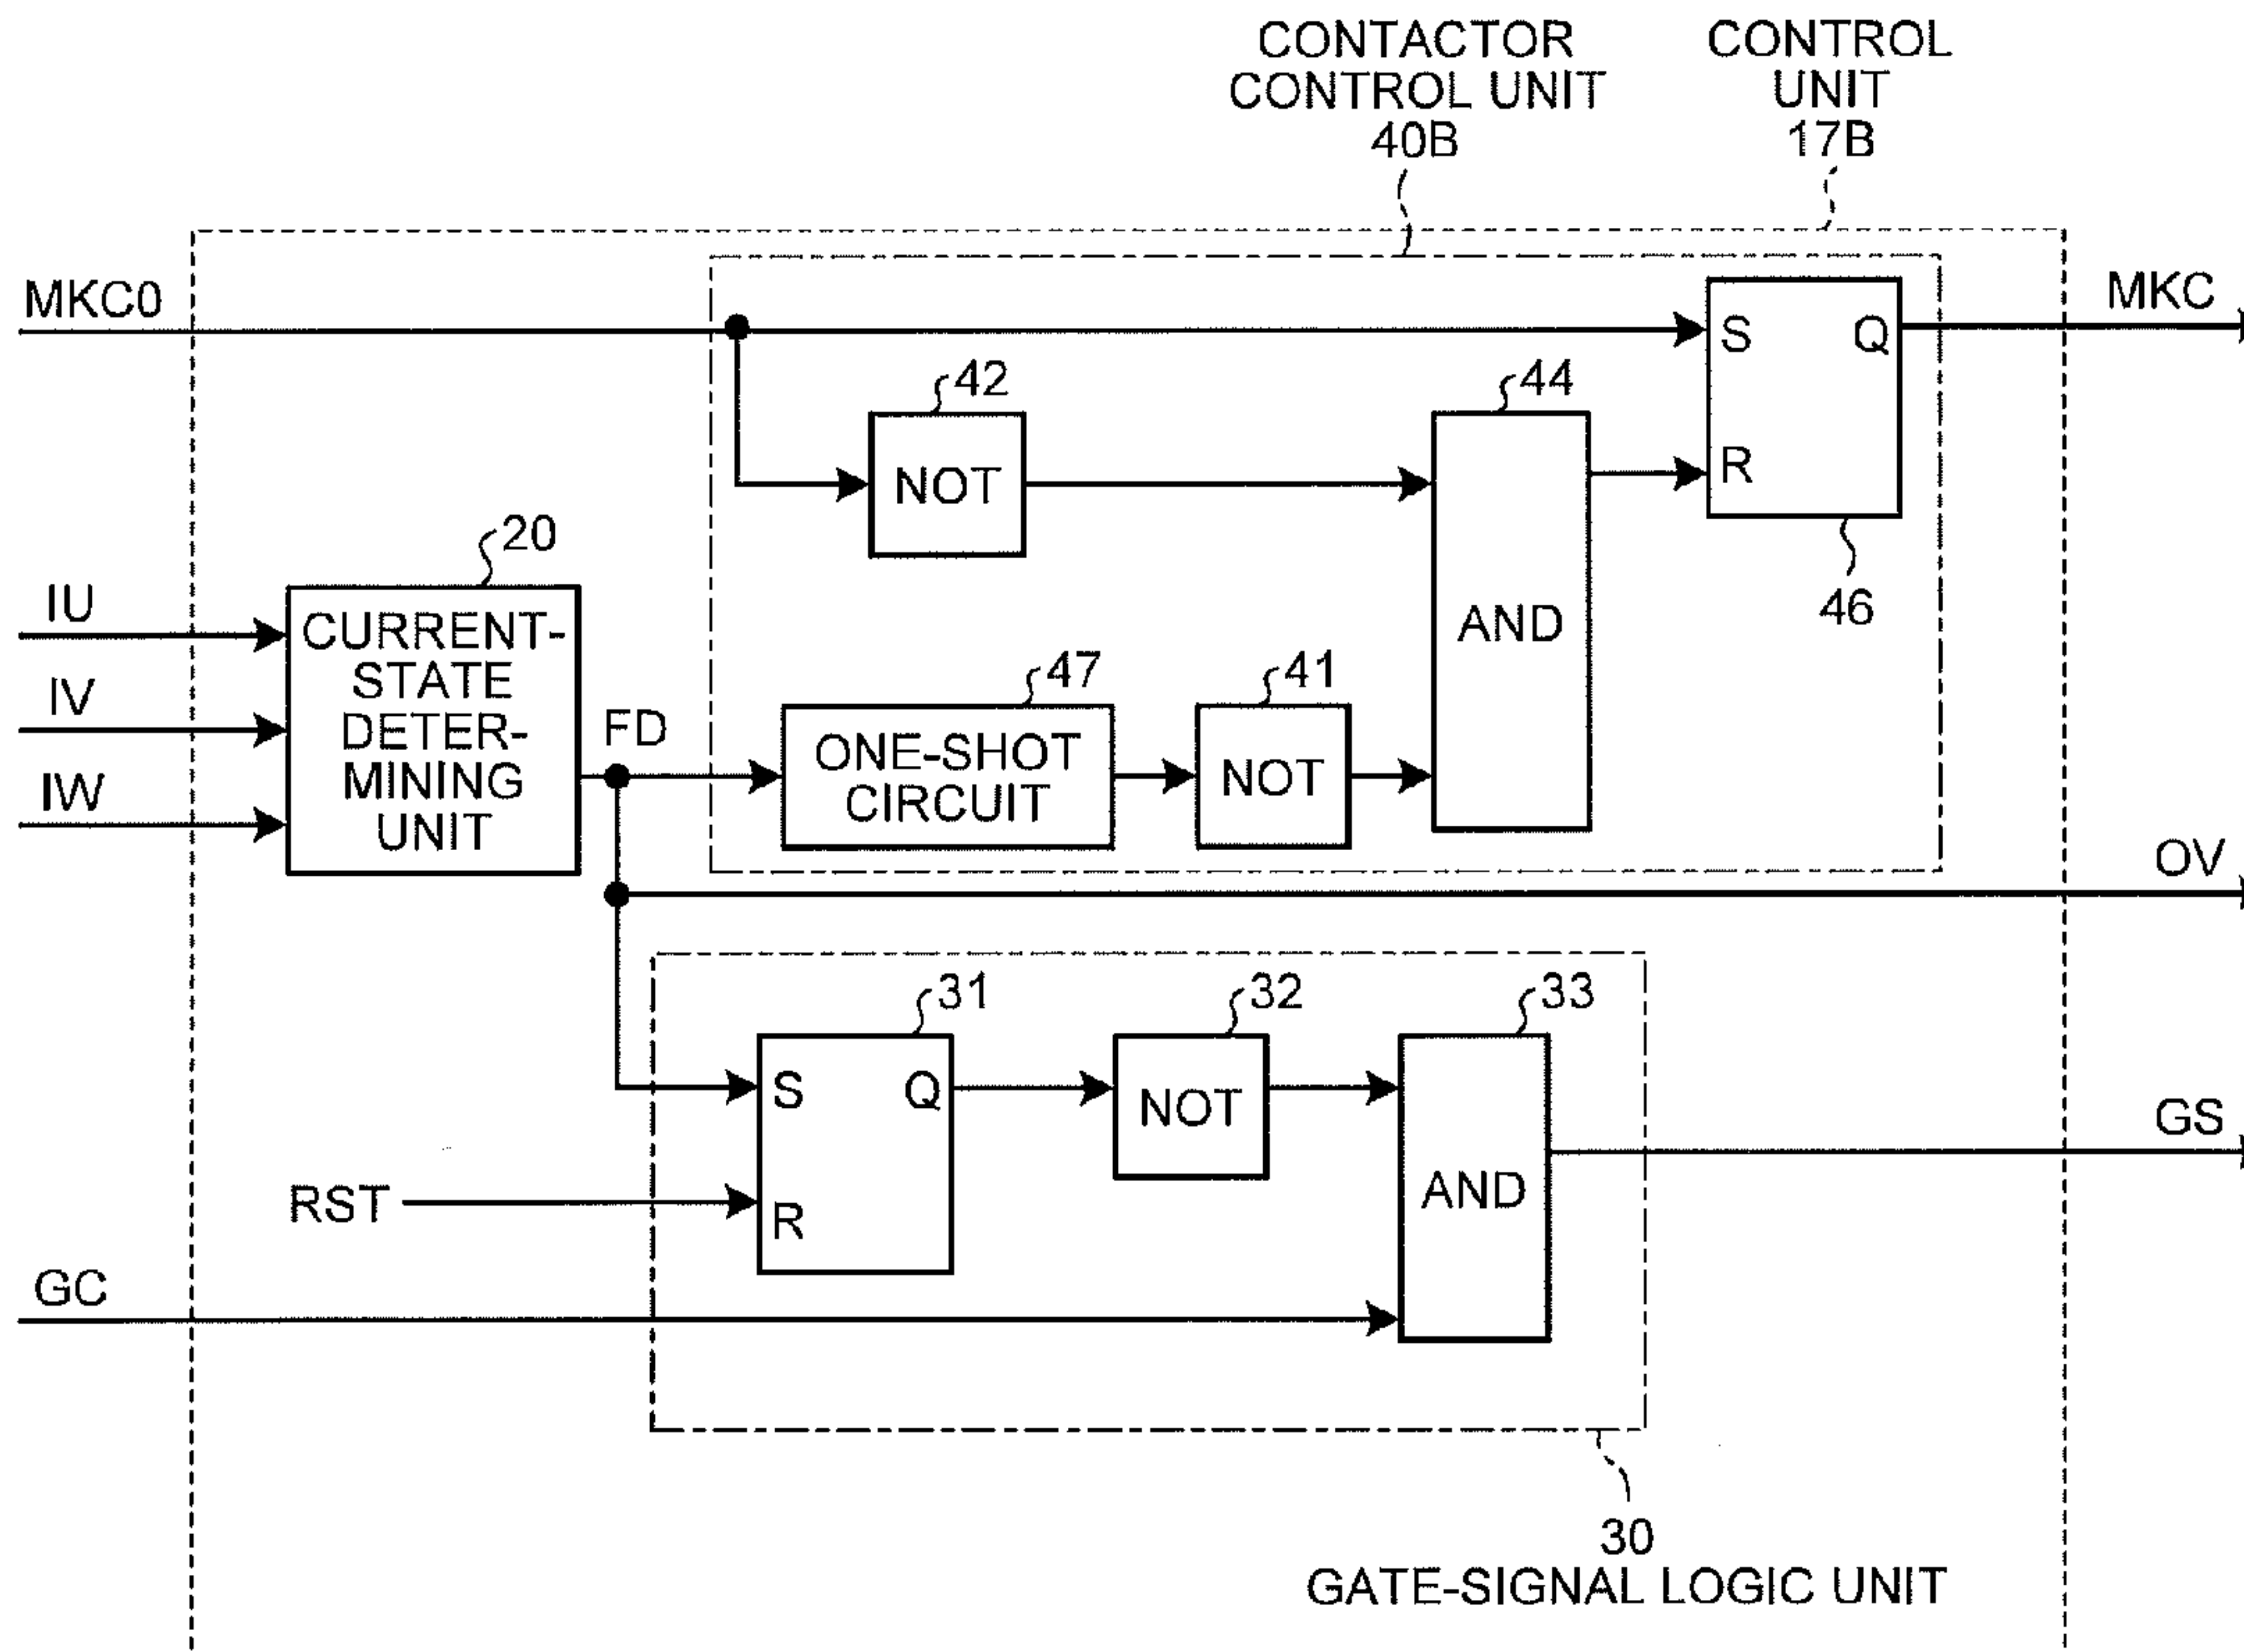 CONTACTOR
CONTROL UNIT
40B
CONTROL
UNIT
17B
MKC0
MKC
S
Q
R
42
NOT
44
AND
46
20
IU
IV
IW
CURRENT-
STATE
DETER-
MINING
UNIT
FD
47
ONE-SHOT
CIRCUIT
41
NOT
OV
31
S
Q
R
32
NOT
33
AND
GS
RST
GC
30
GATE-SIGNAL LOGIC UNIT